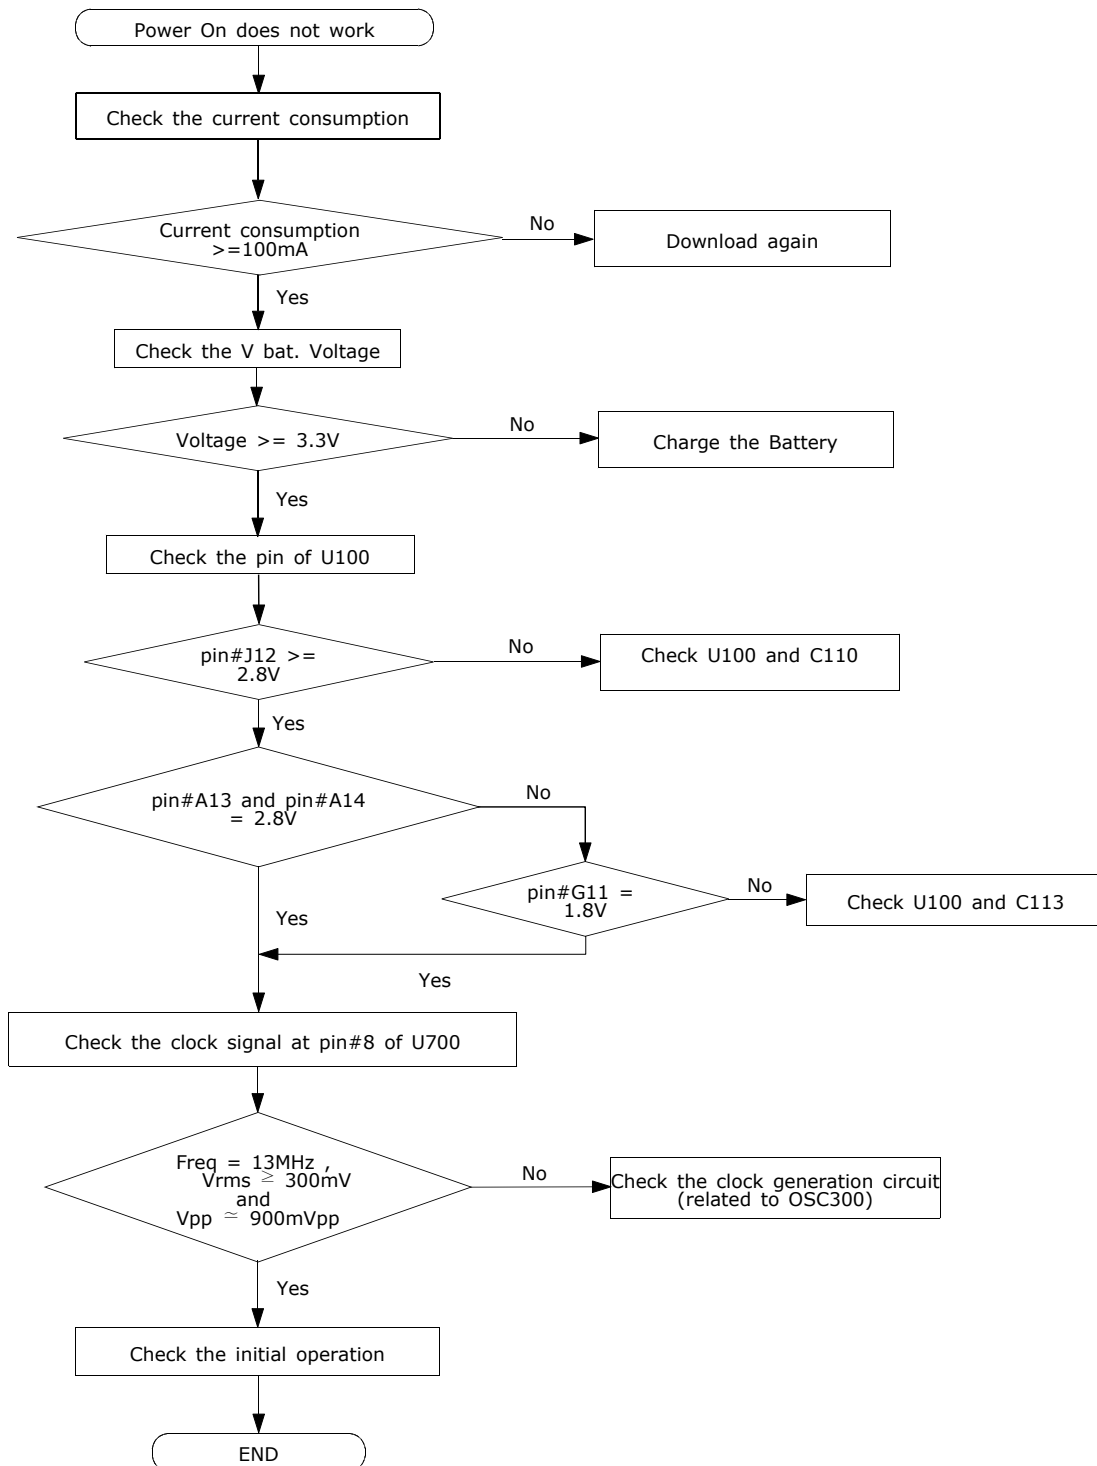 Power On does not work
Check the current consumption
Current consumption
>=100mA
No
Download again
Yes
Check the V bat. Voltage
Voltage >= 3.3V
No
Charge the Battery
Yes
Check the pin of U100
pin#J12 >=
2.8V
No
Check U100 and C110
Yes
pin#A13 and pin#A14
= 2.8V
No
pin#G11 =
1.8V
No
Check U100 and C113
Yes
Yes
Check the clock signal at pin#8 of U700
Freq = 13MHz ,
Vrms ≥ 300mV
and
Vpp ≃ 900mVpp
No
Check the clock generation circuit
(related to OSC300)
Yes
Check the initial operation
END